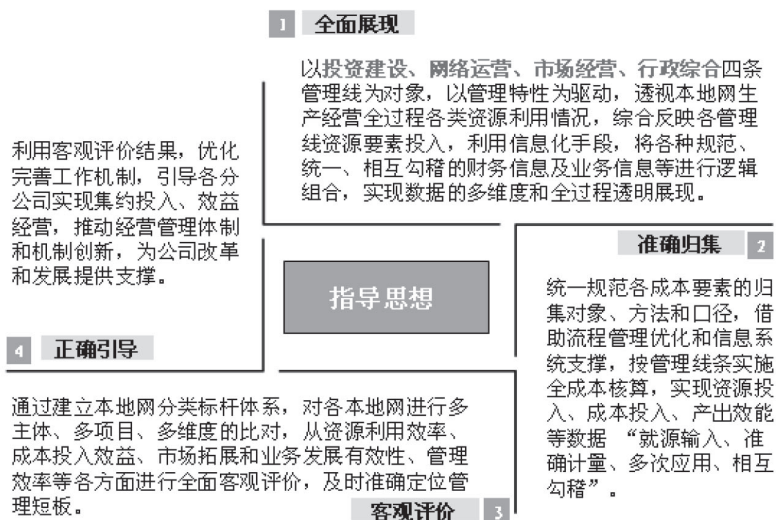 1 全面展现
以投资建设、网络运营、市场经营、行政综合四条
管理线为对象，以管理特性为驱动，透视本地网生
产经营全过程各类资源利用情况，综合反映各管理
线资源要素投入，利用信息化手段，将各种规范、
统一、相互勾稽的财务信息及业务信息等进行逻辑
组合，实现数据的多维度和全过程透明展现。
准确归集 2
统一规范各成本要素的归
集对象、方法和口径，借
助流程管理优化和信息系
统支撑，按管理线条实施
全成本核算，实现资源投
入、成本投入、产出效能
等数据 “就源输入、准
确计量、多次应用、相互
勾稽”。
指导思想
通过建立本地网分类标杆体系，对各本地网进行多
主体、多项目、多维度的比对，从资源利用效率、
成本投入效益、市场拓展和业务发展有效性、管理
效率等各方面进行全面客观评价，及时准确定位管
理短板。
客观评价 3
利用客观评价结果，优化
完善工作机制，引导各分
公司实现集约投入、效益
经营，推动经营管理体制
和机制创新，为公司改革
和发展提供支撑。
4 正确引导